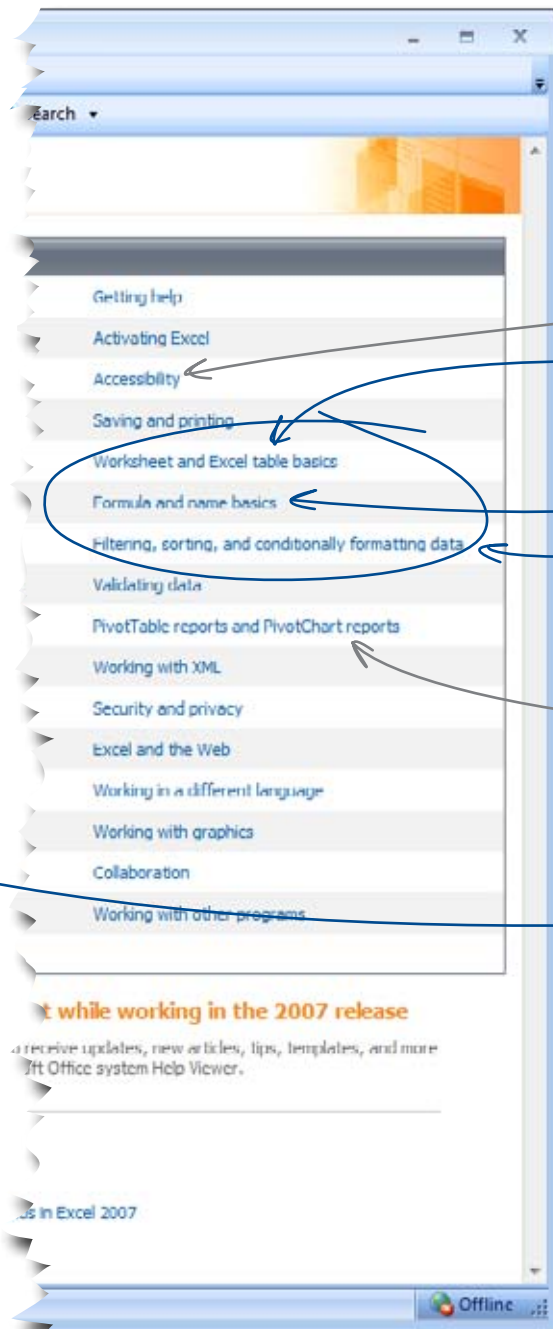 earch
Getting help
Activating Excel
Accessibility
Saving and printing
Worksheet and Excel table basics
Formula and name basics
Filtering, sorting, and conditionally formatting data
Validating data
PivotTable reports and PivotChart reports
Working with XML
Security and privacy
Excel and the Web
Working in a different language
Working with graphics
Collaboration
Working with other programs
t while working in the 2007 release
receive updates, new articles, tips, templates, and more
Office system Help Viewer.
in Excel 2007
Offline